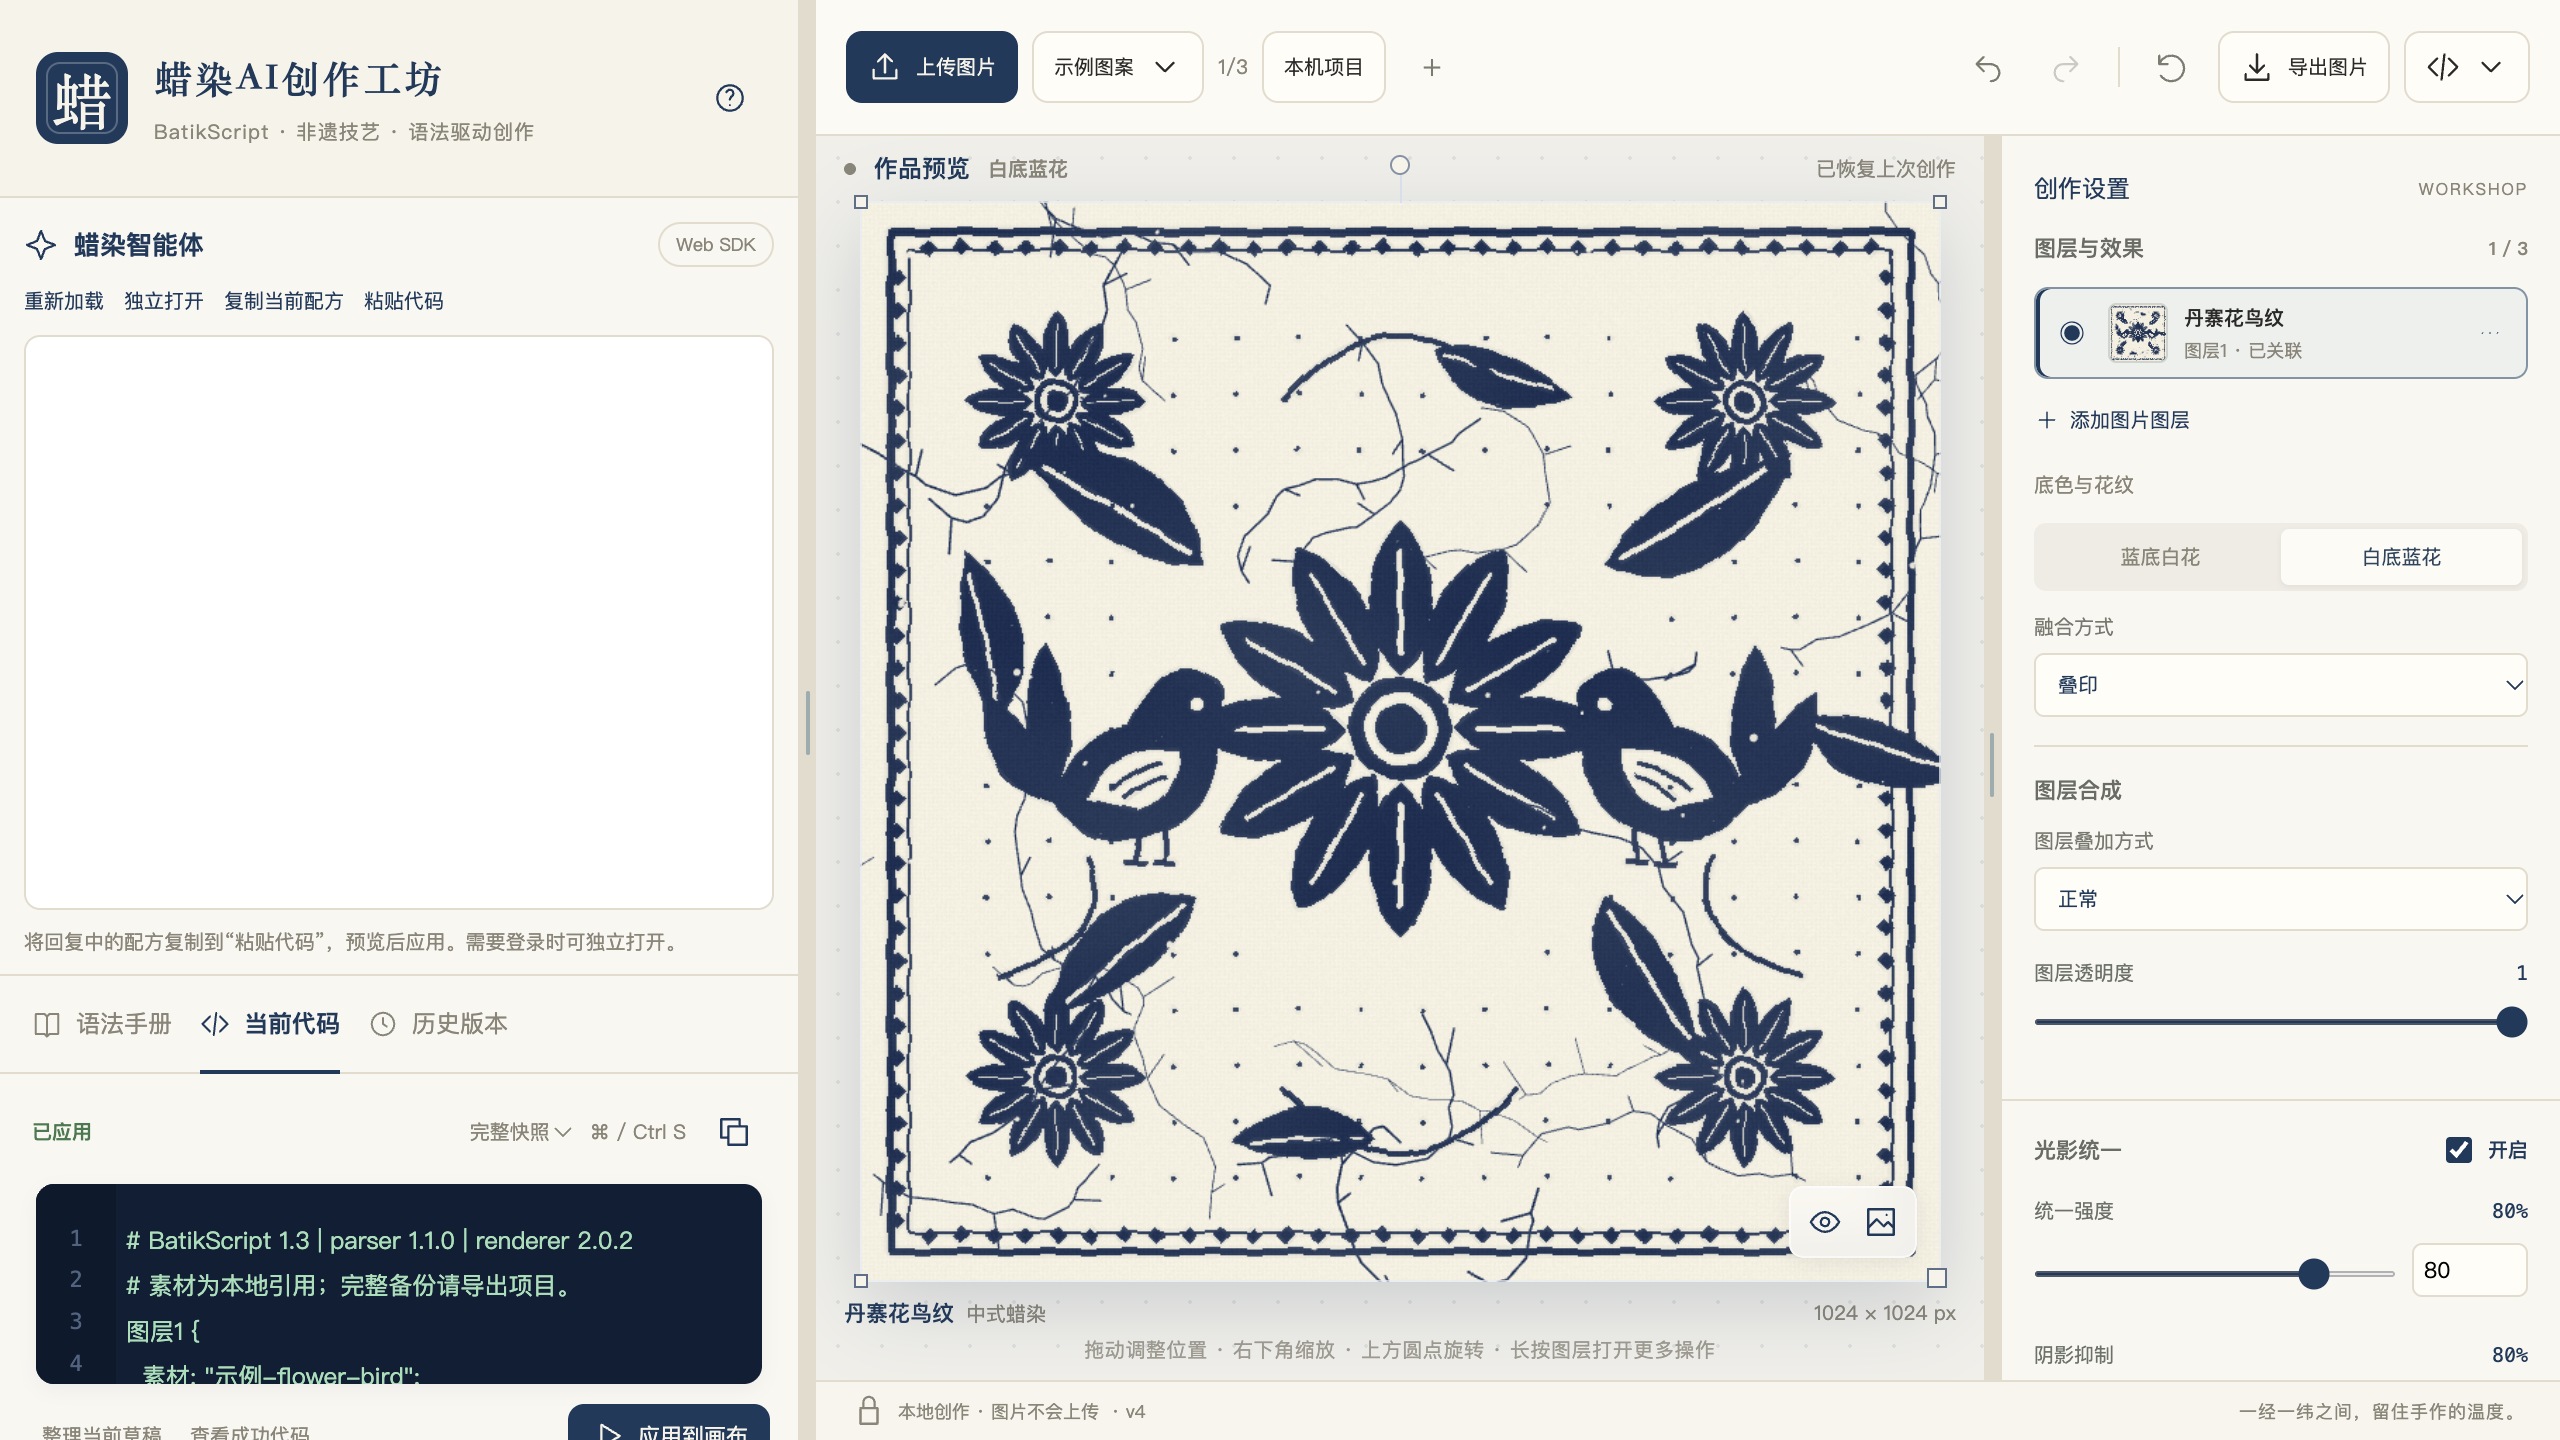 蜡
蜡染AI创作工坊
BatikScript · 非遗技艺 · 语法驱动创作
蜡染智能体
Web SDK
重新加载 独立打开 复制当前配方 粘贴代码
将回复中的配方复制到“粘贴代码”，预览后应用。需要登录时可独立打开。
语法手册 当前代码 历史版本
已应用
完整快照 ⌘ / Ctrl S
1 # BatikScript 1.3 | parser 1.1.0 | renderer 2.0.2
2 # 素材为本地引用；完整备份请导出项目。
3 图层1 {
4 素材: "示例-flower-bird";
整理当前草稿 查看成功代码 应用到画布
上传图片 示例图案 1/3 本机项目
导出图片
作品预览 白底蓝花
已恢复上次创作
丹寨花鸟纹 中式蜡染
1024 × 1024 px
拖动调整位置 · 右下角缩放 · 上方圆点旋转 · 长按图层打开更多操作
本地创作 · 图片不会上传 · v4
创作设置
WORKSHOP
图层与效果
1 / 3
丹寨花鸟纹
图层1 · 已关联
添加图片图层
底色与花纹
蓝底白花 白底蓝花
融合方式
叠印
图层合成
图层叠加方式
正常
图层透明度 1
光影统一 开启
统一强度 80%
80
阴影抑制 80%
一经一纬之间，留住手作的温度。